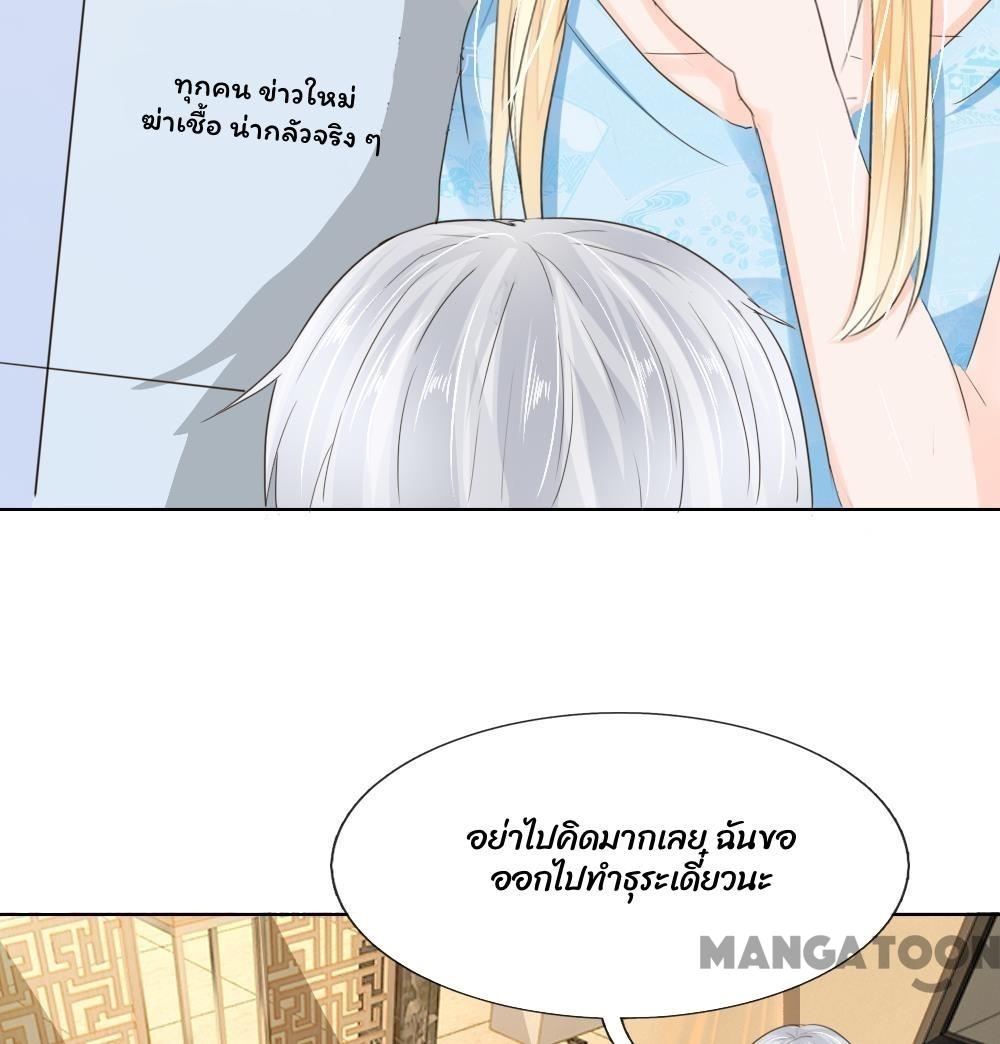 ทุกคน ข่าวใหม่
ฆ่าเชื้อ น่ากลัวจริง ๆ
อย่าไปคิดมากเลย ฉันขอ
ออกไปทำธุระเดี๋ยวนะ
MANGATOON